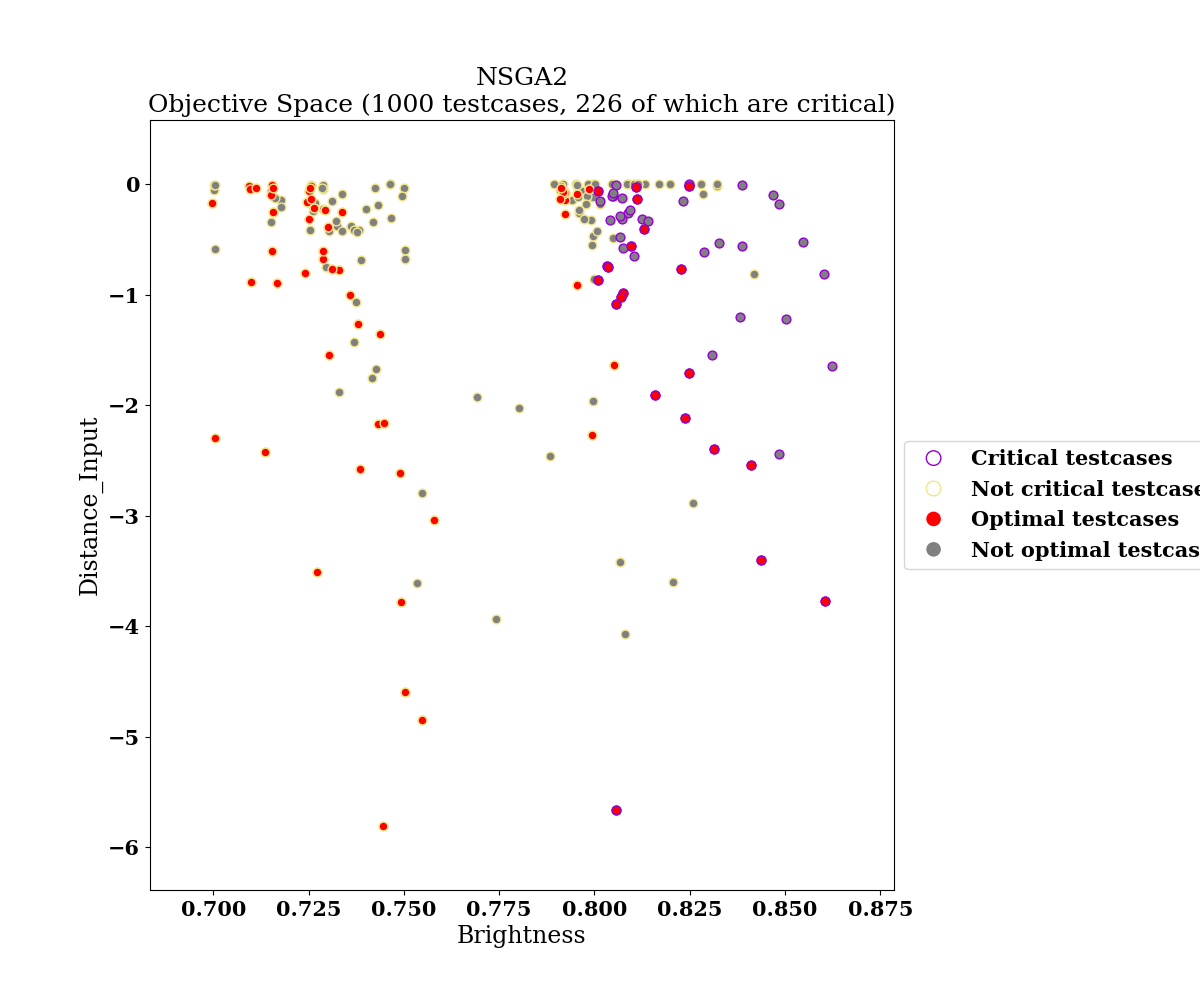 NSGA2
Objective Space (1000 testcases, 226 of which are critical)
0
−1
−2
−3
−4
−5
−6
Distance_Input
0.700 0.725 0.750 0.775 0.800 0.825 0.850 0.875
Brightness
Critical testcases
Not critical testcase
Optimal testcases
Not optimal testcas